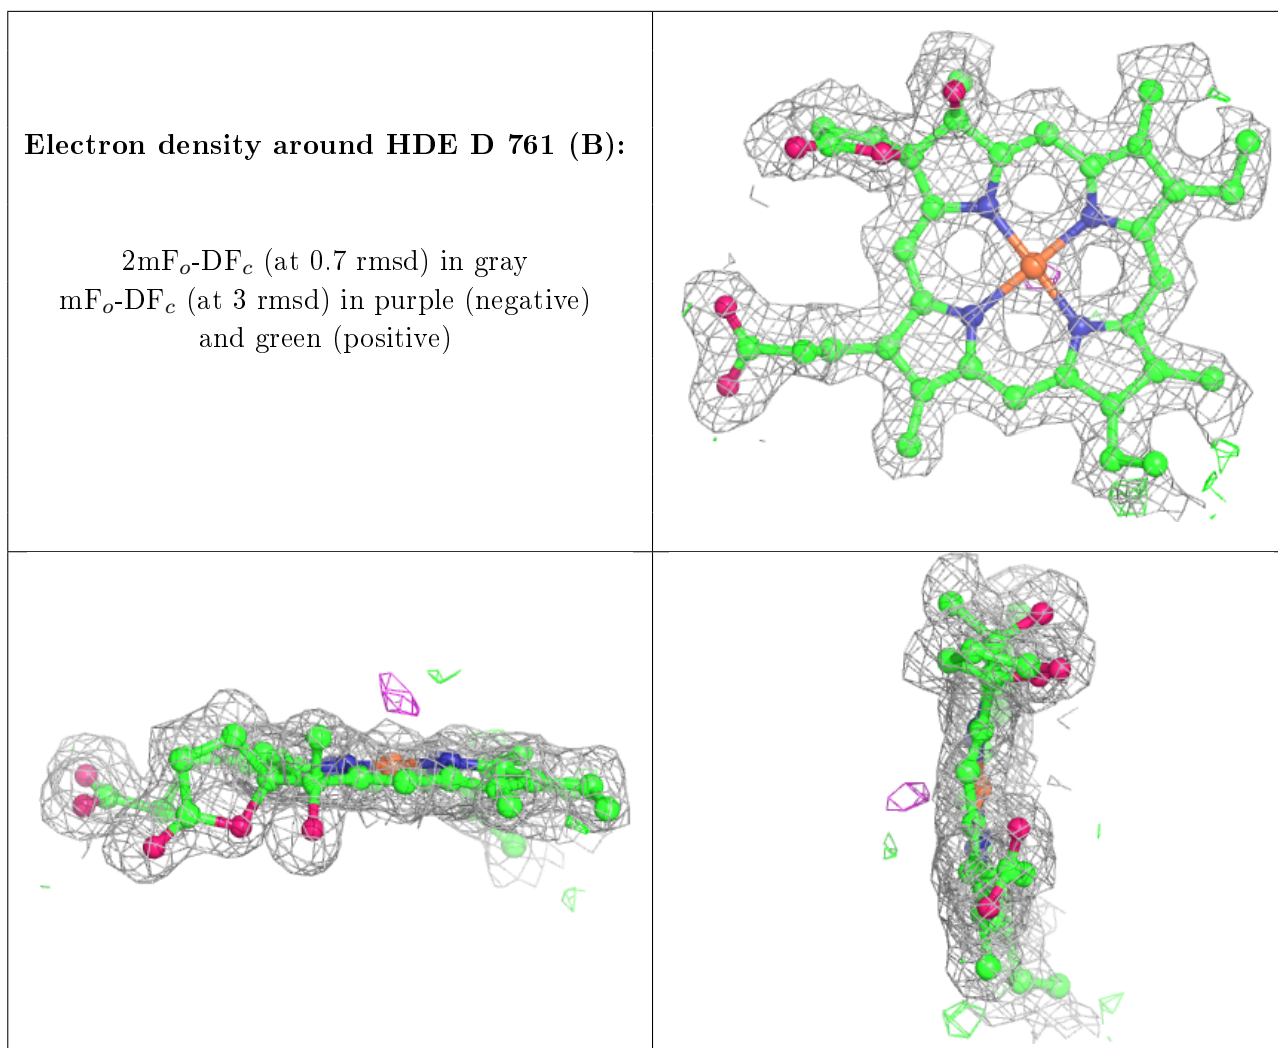 Electron density around HDE D 761 (B):
2mFₒ-DF𝒸 (at 0.7 rmsd) in gray
mFₒ-DF𝒸 (at 3 rmsd) in purple (negative)
and green (positive)